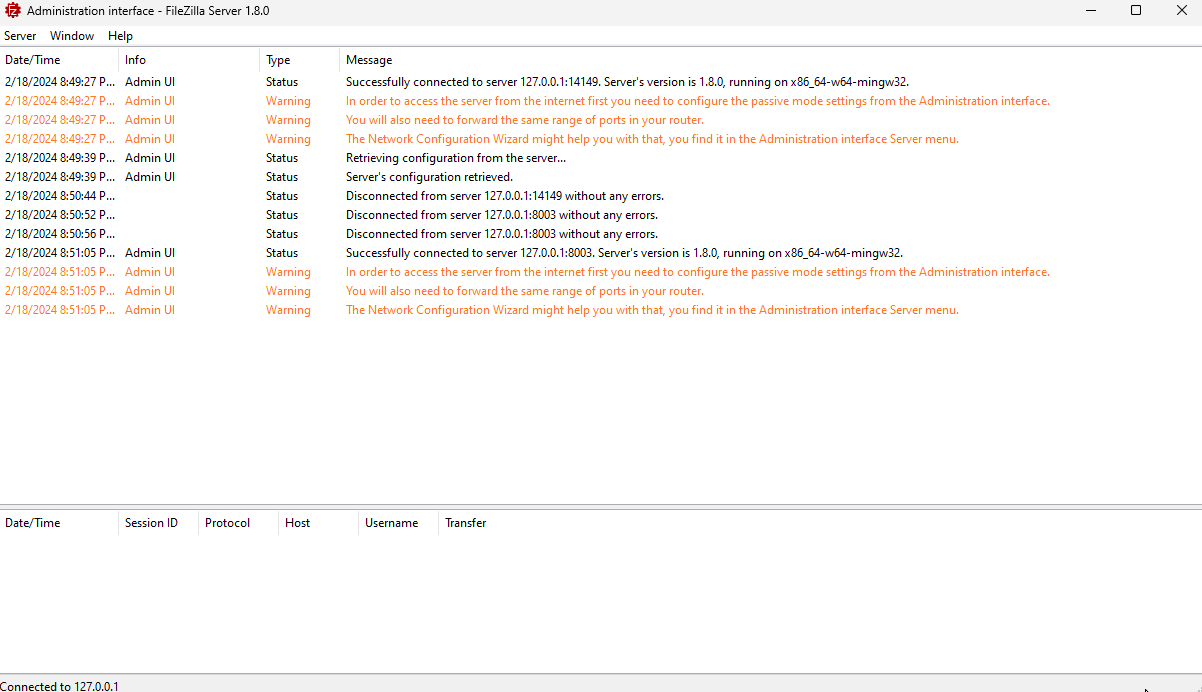 Administration interface - FileZilla Server 1.8.0
Server Window Help
Date/Time Info Type Message
2/18/2024 8:49:27 P... Admin UI Status Successfully connected to server 127.0.0.1:14149. Server's version is 1.8.0, running on x86_64-w64-mingw32.
2/18/2024 8:49:27 P... Admin UI Warning In order to access the server from the internet first you need to configure the passive mode settings from the Administration interface.
2/18/2024 8:49:27 P... Admin UI Warning You will also need to forward the same range of ports in your router.
2/18/2024 8:49:27 P... Admin UI Warning The Network Configuration Wizard might help you with that, you find it in the Administration interface Server menu.
2/18/2024 8:49:39 P... Admin UI Status Retrieving configuration from the server...
2/18/2024 8:49:39 P... Admin UI Status Server's configuration retrieved.
2/18/2024 8:50:44 P... Status Disconnected from server 127.0.0.1:14149 without any errors.
2/18/2024 8:50:52 P... Status Disconnected from server 127.0.0.1:8003 without any errors.
2/18/2024 8:50:56 P... Status Disconnected from server 127.0.0.1:8003 without any errors.
2/18/2024 8:51:05 P... Admin UI Status Successfully connected to server 127.0.0.1:8003. Server's version is 1.8.0, running on x86_64-w64-mingw32.
2/18/2024 8:51:05 P... Admin UI Warning In order to access the server from the internet first you need to configure the passive mode settings from the Administration interface.
2/18/2024 8:51:05 P... Admin UI Warning You will also need to forward the same range of ports in your router.
2/18/2024 8:51:05 P... Admin UI Warning The Network Configuration Wizard might help you with that, you find it in the Administration interface Server menu.
Date/Time Session ID Protocol Host Username Transfer
Connected to 127.0.0.1